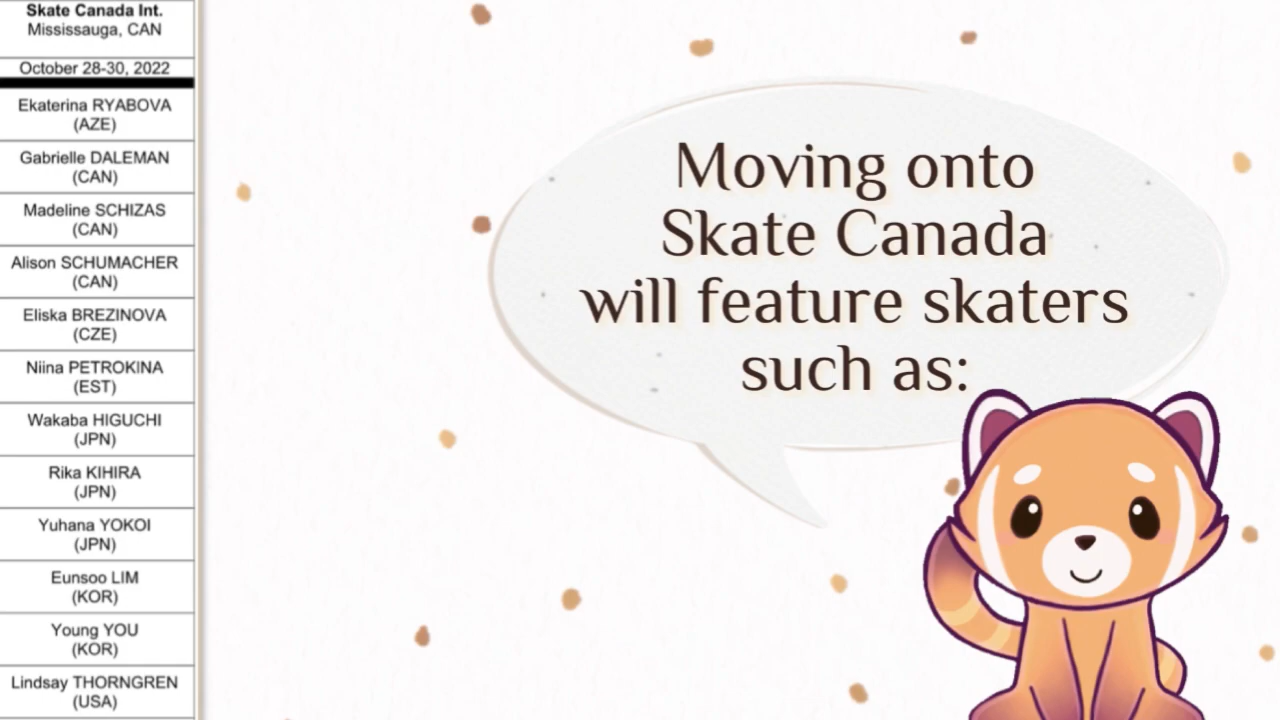 Skate Canada Int.
Mississauga, CAN
October 28-30, 2022
Ekaterina RYABOVA
(AZE)
Gabrielle DALEMAN
(CAN)
Madeline SCHIZAS
(CAN)
Alison SCHUMACHER
(CAN)
Eliska BREZINOVA
(CZE)
Niina PETROKINA
(EST)
Wakaba HIGUCHI
(JPN)
Rika KIHIRA
(JPN)
Yuhana YOKOI
(JPN)
Eunsoo LIM
(KOR)
Young YOU
(KOR)
Lindsay THORNGREN
(USA)
Moving onto
Skate Canada
will feature skaters
such as: